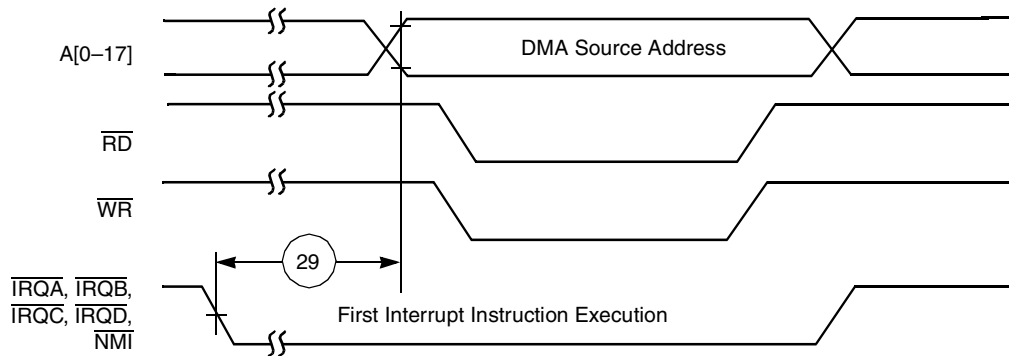 A[0–17]
DMA Source Address
RD
WR
29
IRQA, IRQB,
IRQC, IRQD,
NMI
First Interrupt Instruction Execution